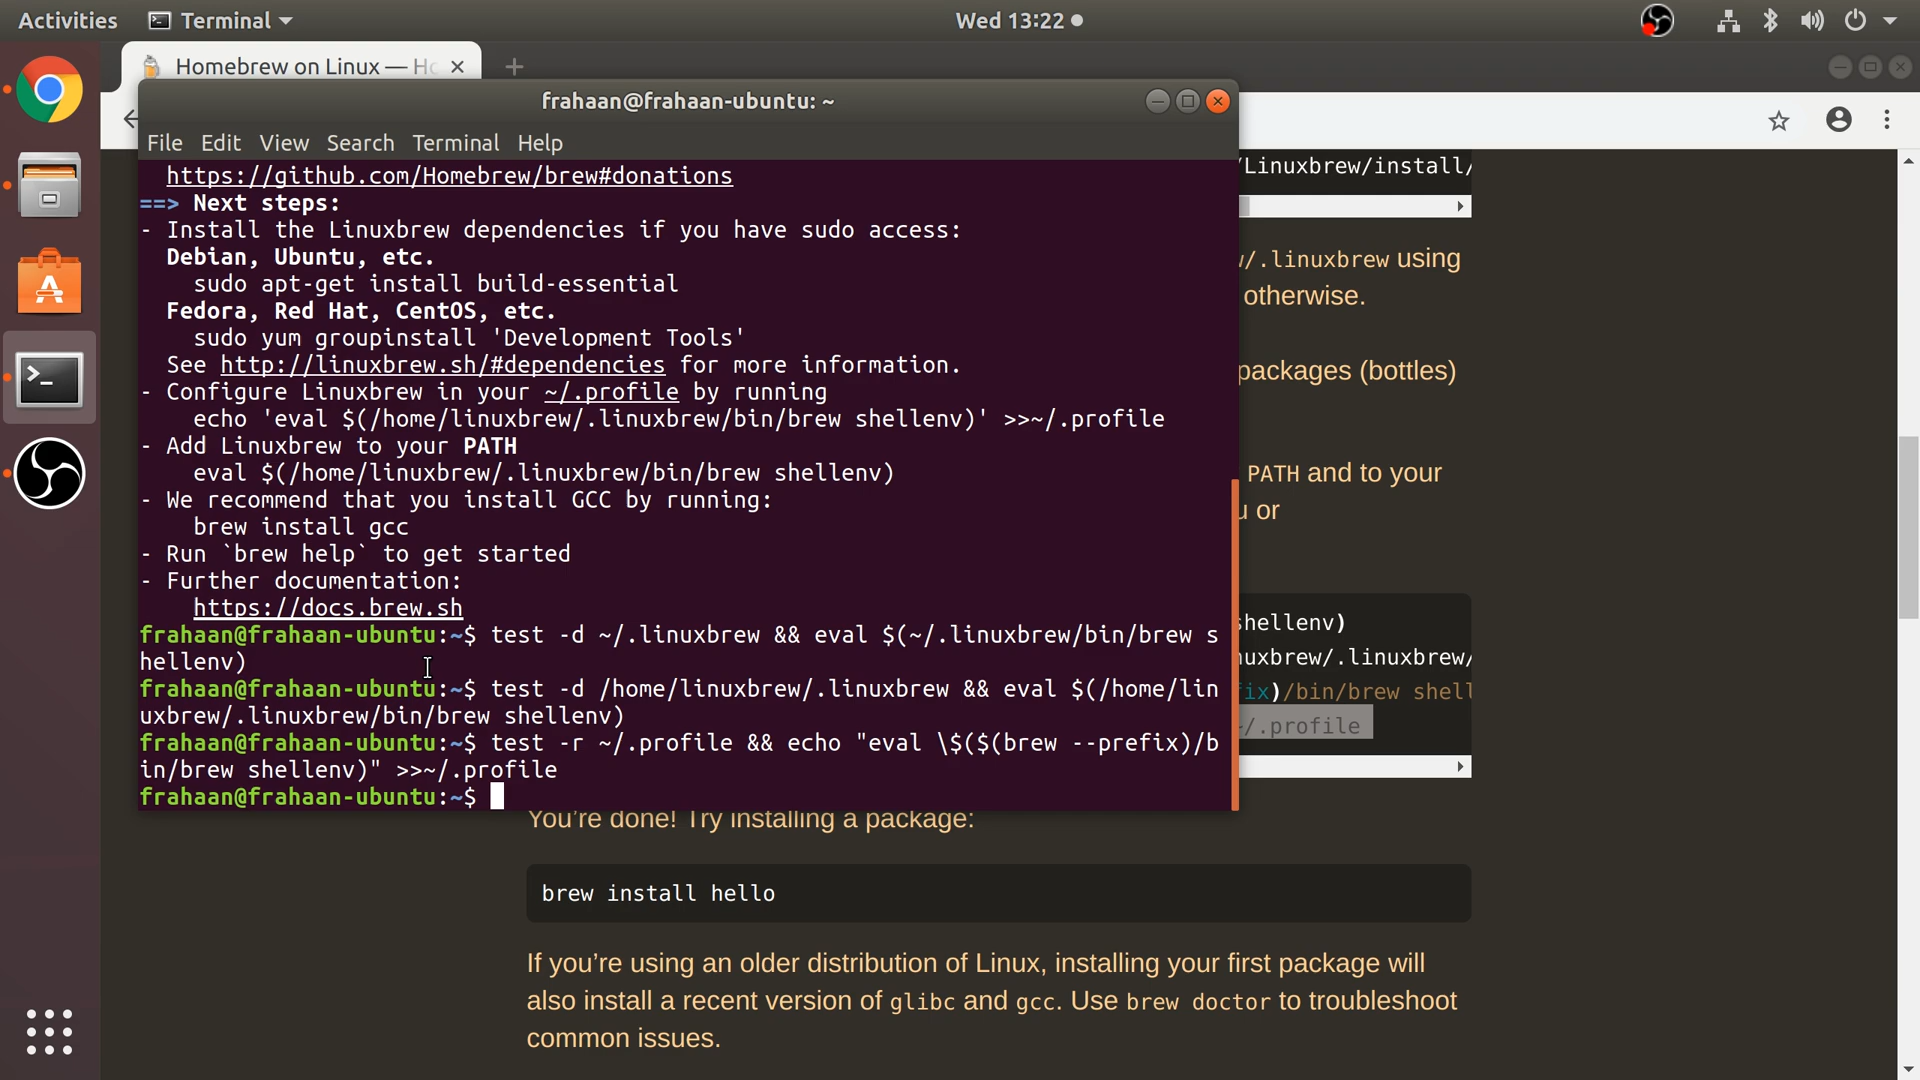 Activities
Terminal
Wed 13:22
Homebrew on Linux — Ho
frahaan@frahaan-ubuntu: ~
File Edit View Search Terminal Help
https://github.com/Homebrew/brew#donations
==> Next steps:
- Install the Linuxbrew dependencies if you have sudo access:
Debian, Ubuntu, etc.
sudo apt-get install build-essential
Fedora, Red Hat, CentOS, etc.
sudo yum groupinstall 'Development Tools'
See http://linuxbrew.sh/#dependencies for more information.
- Configure Linuxbrew in your ~/.profile by running
echo 'eval $(/home/linuxbrew/.linuxbrew/bin/brew shellenv)' >>~/.profile
- Add Linuxbrew to your PATH
eval $(/home/linuxbrew/.linuxbrew/bin/brew shellenv)
- We recommend that you install GCC by running:
brew install gcc
- Run `brew help` to get started
- Further documentation:
https://docs.brew.sh
frahaan@frahaan-ubuntu:~$ test -d ~/.linuxbrew && eval $(~/.linuxbrew/bin/brew s
hellenv)
frahaan@frahaan-ubuntu:~$ test -d /home/linuxbrew/.linuxbrew && eval $(/home/lin
uxbrew/.linuxbrew/bin/brew shellenv)
frahaan@frahaan-ubuntu:~$ test -r ~/.profile && echo "eval \$($(brew --prefix)/b
in/brew shellenv)" >>~/.profile
frahaan@frahaan-ubuntu:~$
/Linuxbrew/install/
w/.linuxbrew using
otherwise.
packages (bottles)
PATH and to your
u or
shellenv)
nuxbrew/.linuxbrew/
ix)/bin/brew shell
~/.profile
You're done! Try installing a package:
brew install hello
If you're using an older distribution of Linux, installing your first package will
also install a recent version of glibc and gcc. Use brew doctor to troubleshoot
common issues.